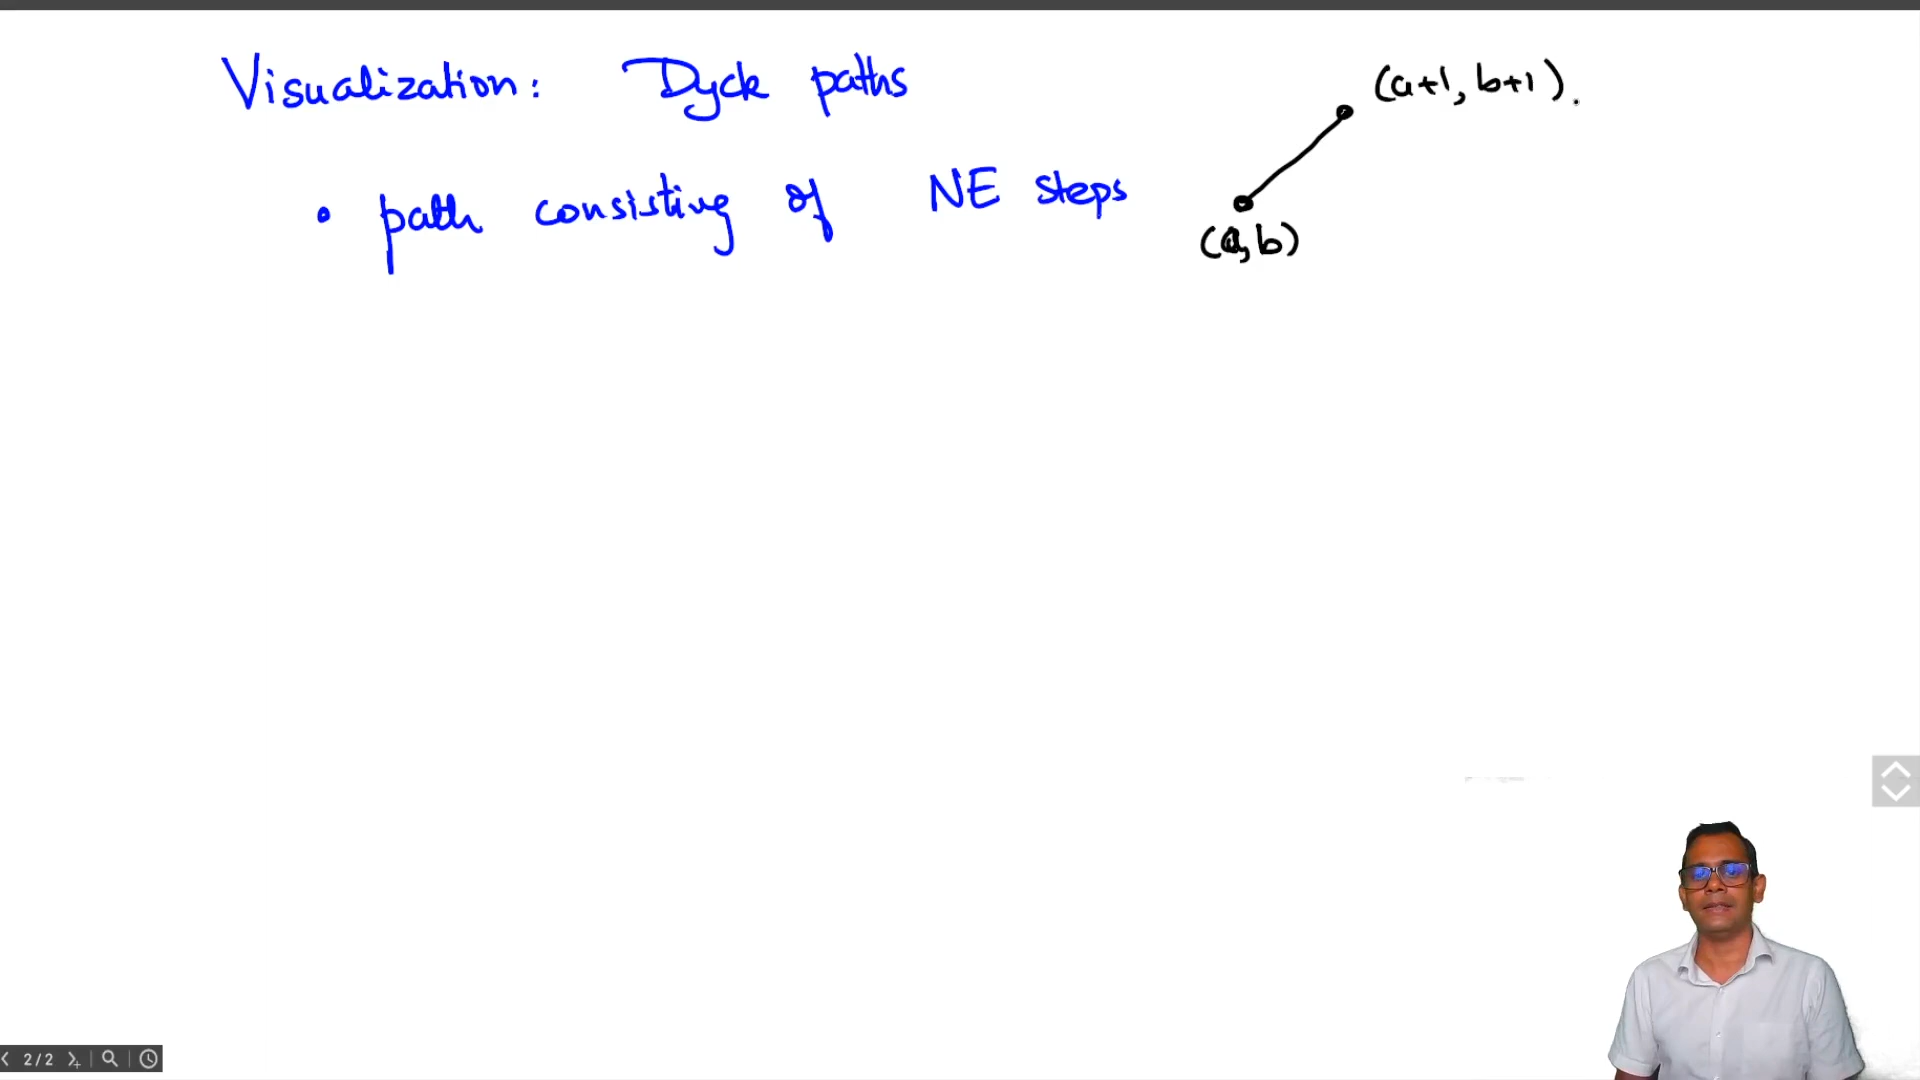 Visualization: Dyck paths
(a+1, b+1).
• path consisting of NE steps
(a,b)
2/2